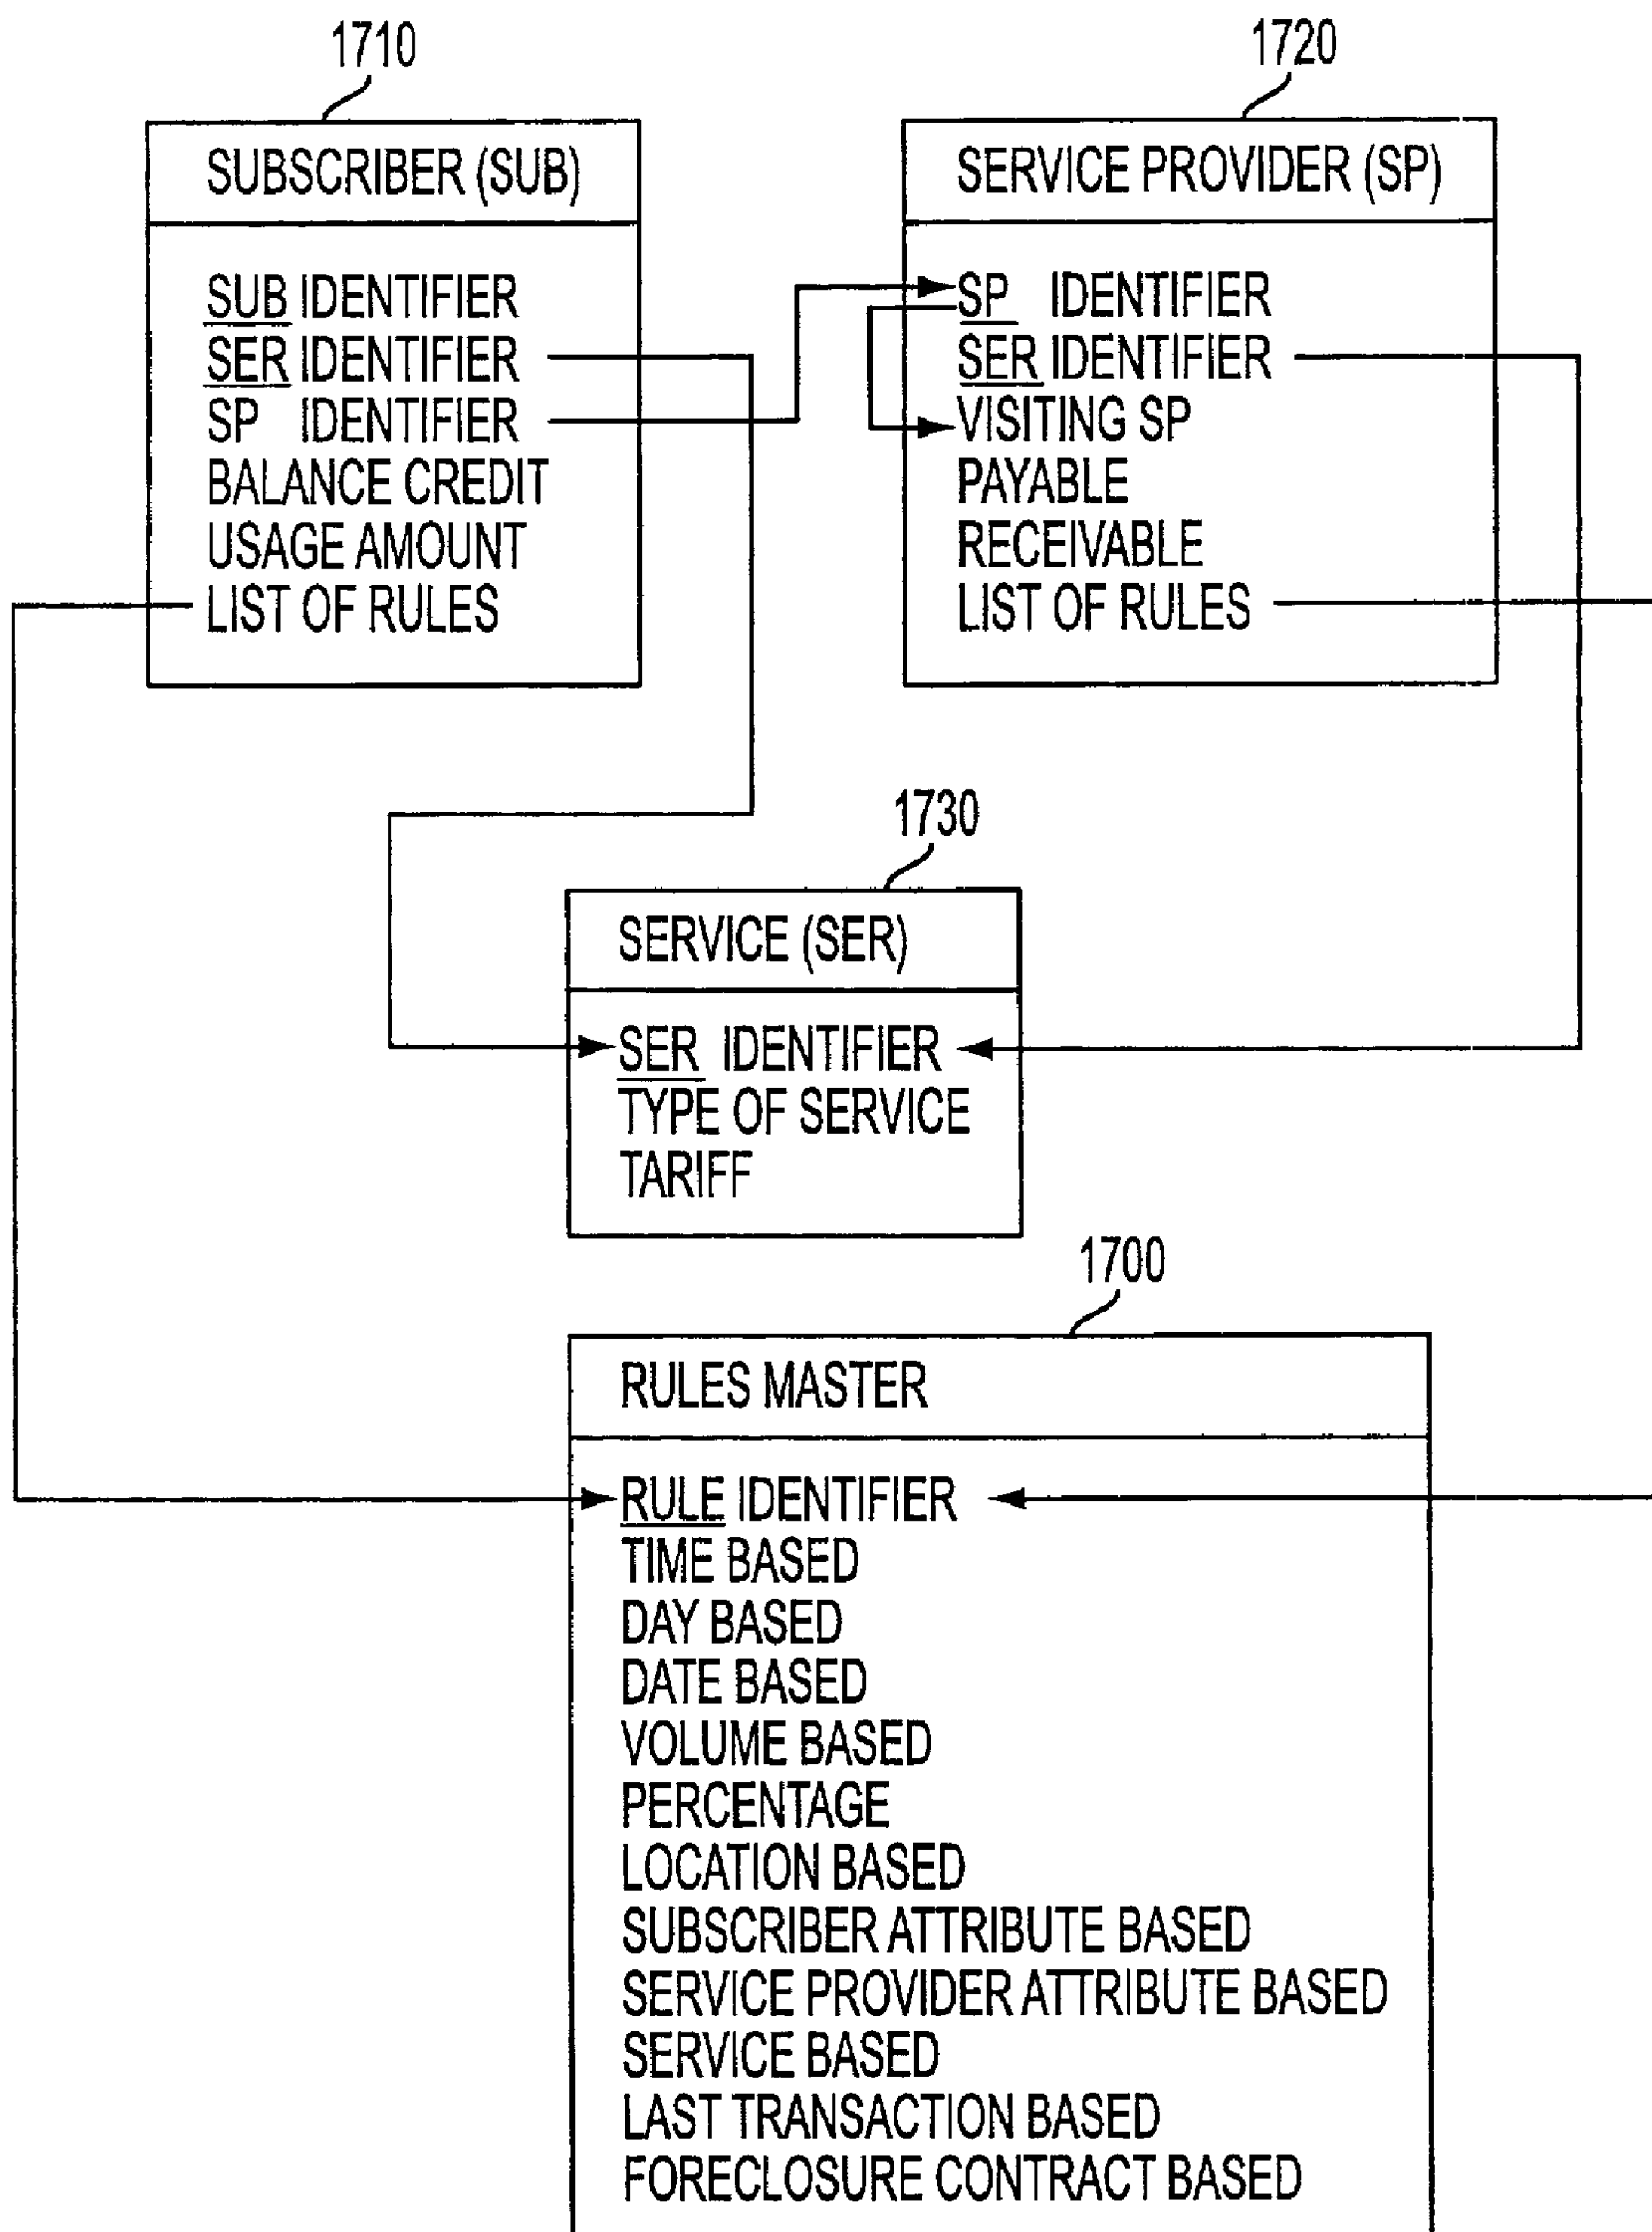 1710
SUBSCRIBER (SUB)
SUB IDENTIFIER
SER IDENTIFIER
SP IDENTIFIER
BALANCE CREDIT
USAGE AMOUNT
LIST OF RULES
1720
SERVICE PROVIDER (SP)
SP IDENTIFIER
SER IDENTIFIER
VISITING SP
PAYABLE
RECEIVABLE
LIST OF RULES
1730
SERVICE (SER)
SER IDENTIFIER
TYPE OF SERVICE
TARIFF
1700
RULES MASTER
RULE IDENTIFIER
TIME BASED
DAY BASED
DATE BASED
VOLUME BASED
PERCENTAGE
LOCATION BASED
SUBSCRIBER ATTRIBUTE BASED
SERVICE PROVIDER ATTRIBUTE BASED
SERVICE BASED
LAST TRANSACTION BASED
FORECLOSURE CONTRACT BASED